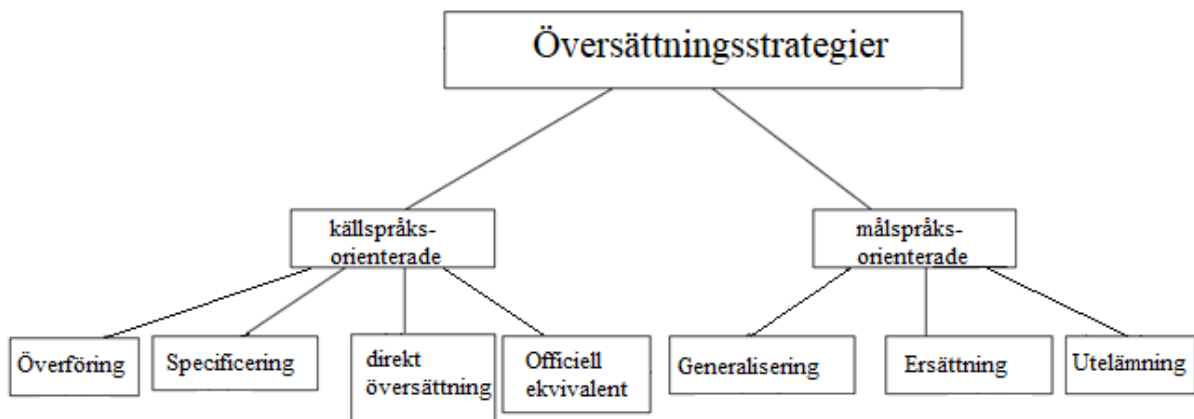 Översättningsstrategier
källspråks-
orienterade
målspråks-
orienterade
Överföring
Specificering
direkt
översättning
Officiell
ekvivalent
Generalisering
Ersättning
Utelämning